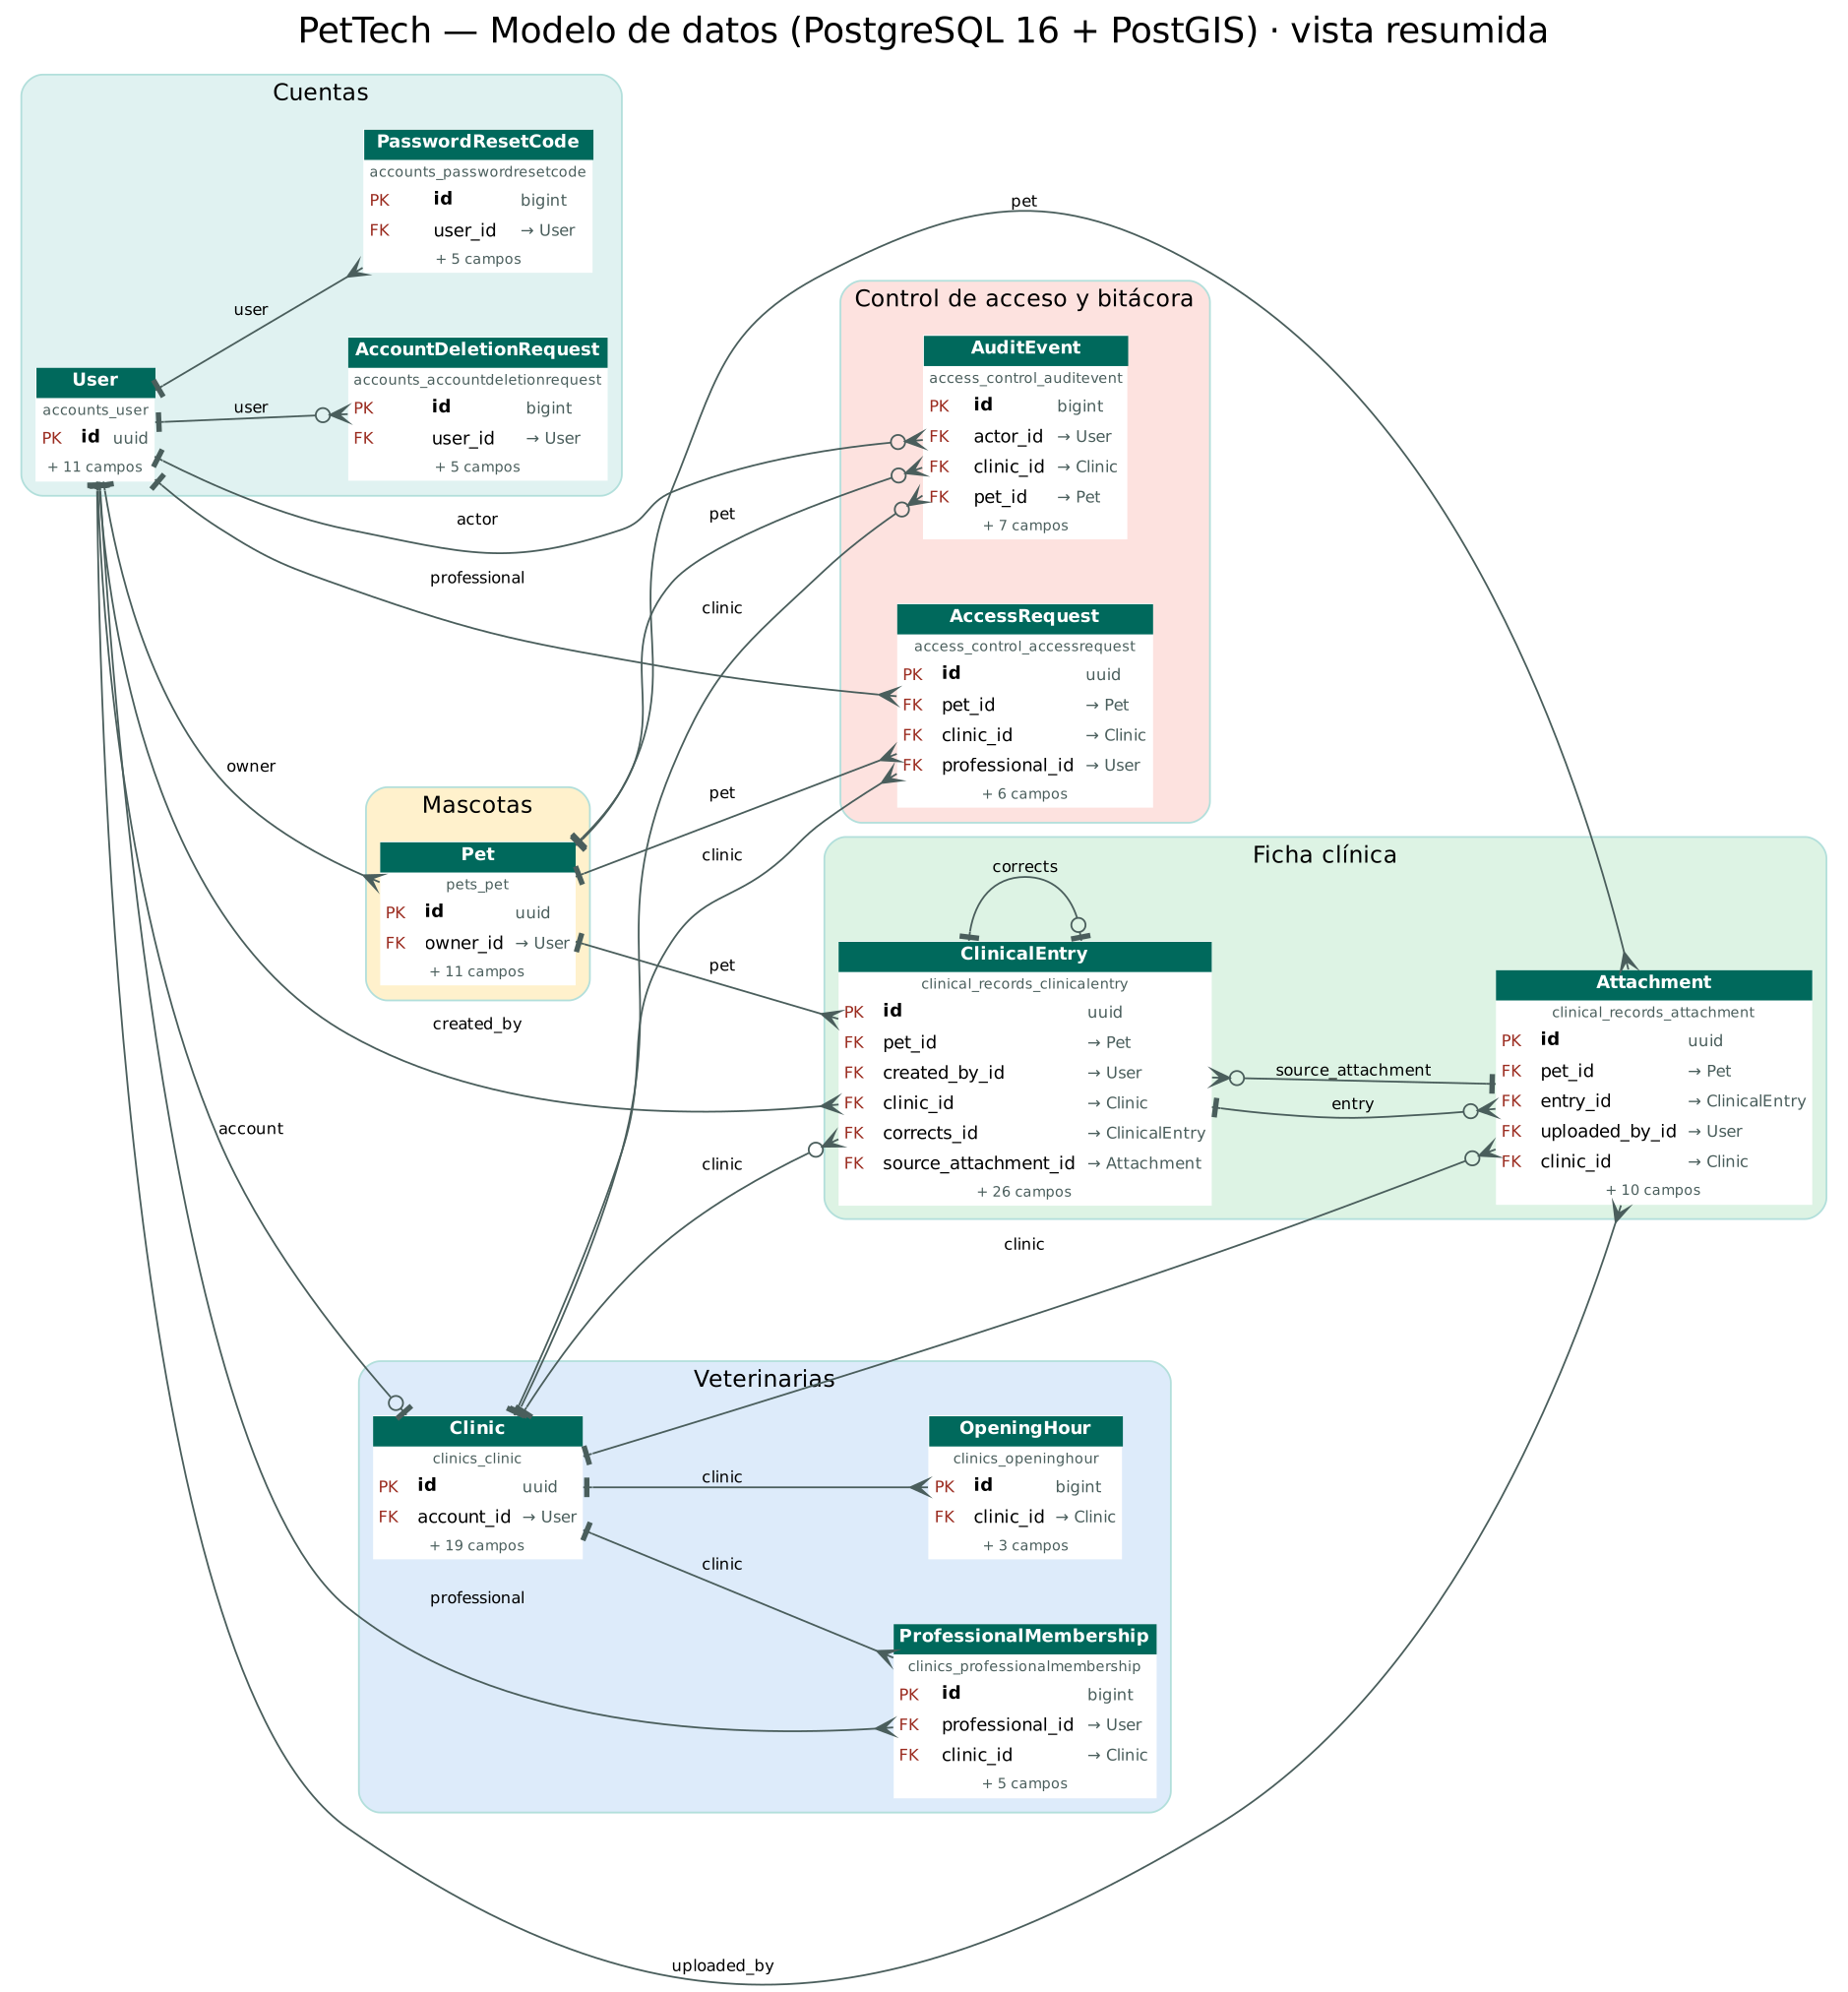 PetTech — Modelo de datos (PostgreSQL 16 + PostGIS) · vista resumida
Cuentas
PasswordResetCode
accounts_passwordresetcode
PK id bigint
FK user_id → User
+ 5 campos
user
AccountDeletionRequest
accounts_accountdeletionrequest
PK id bigint
FK user_id → User
+ 5 campos
user
User
accounts_user
PK id uuid
+ 11 campos
pet
Control de acceso y bitácora
AuditEvent
access_control_auditevent
PK id bigint
FK actor_id → User
FK clinic_id → Clinic
FK pet_id → Pet
+ 7 campos
actor
pet
professional
clinic
AccessRequest
access_control_accessrequest
PK id uuid
FK pet_id → Pet
FK clinic_id → Clinic
FK professional_id → User
+ 6 campos
owner
pet
clinic
Mascotas
Pet
pets_pet
PK id uuid
FK owner_id → User
+ 11 campos
pet
created_by
Ficha clínica
corrects
ClinicalEntry
clinical_records_clinicalentry
PK id uuid
FK pet_id → Pet
FK created_by_id → User
FK clinic_id → Clinic
FK corrects_id → ClinicalEntry
FK source_attachment_id → Attachment
+ 26 campos
source_attachment
entry
Attachment
clinical_records_attachment
PK id uuid
FK pet_id → Pet
FK entry_id → ClinicalEntry
FK uploaded_by_id → User
FK clinic_id → Clinic
+ 10 campos
account
clinic
clinic
Veterinarias
Clinic
clinics_clinic
PK id uuid
FK account_id → User
+ 19 campos
clinic
OpeningHour
clinics_openinghour
PK id bigint
FK clinic_id → Clinic
+ 3 campos
clinic
professional
ProfessionalMembership
clinics_professionalmembership
PK id bigint
FK professional_id → User
FK clinic_id → Clinic
+ 5 campos
uploaded_by